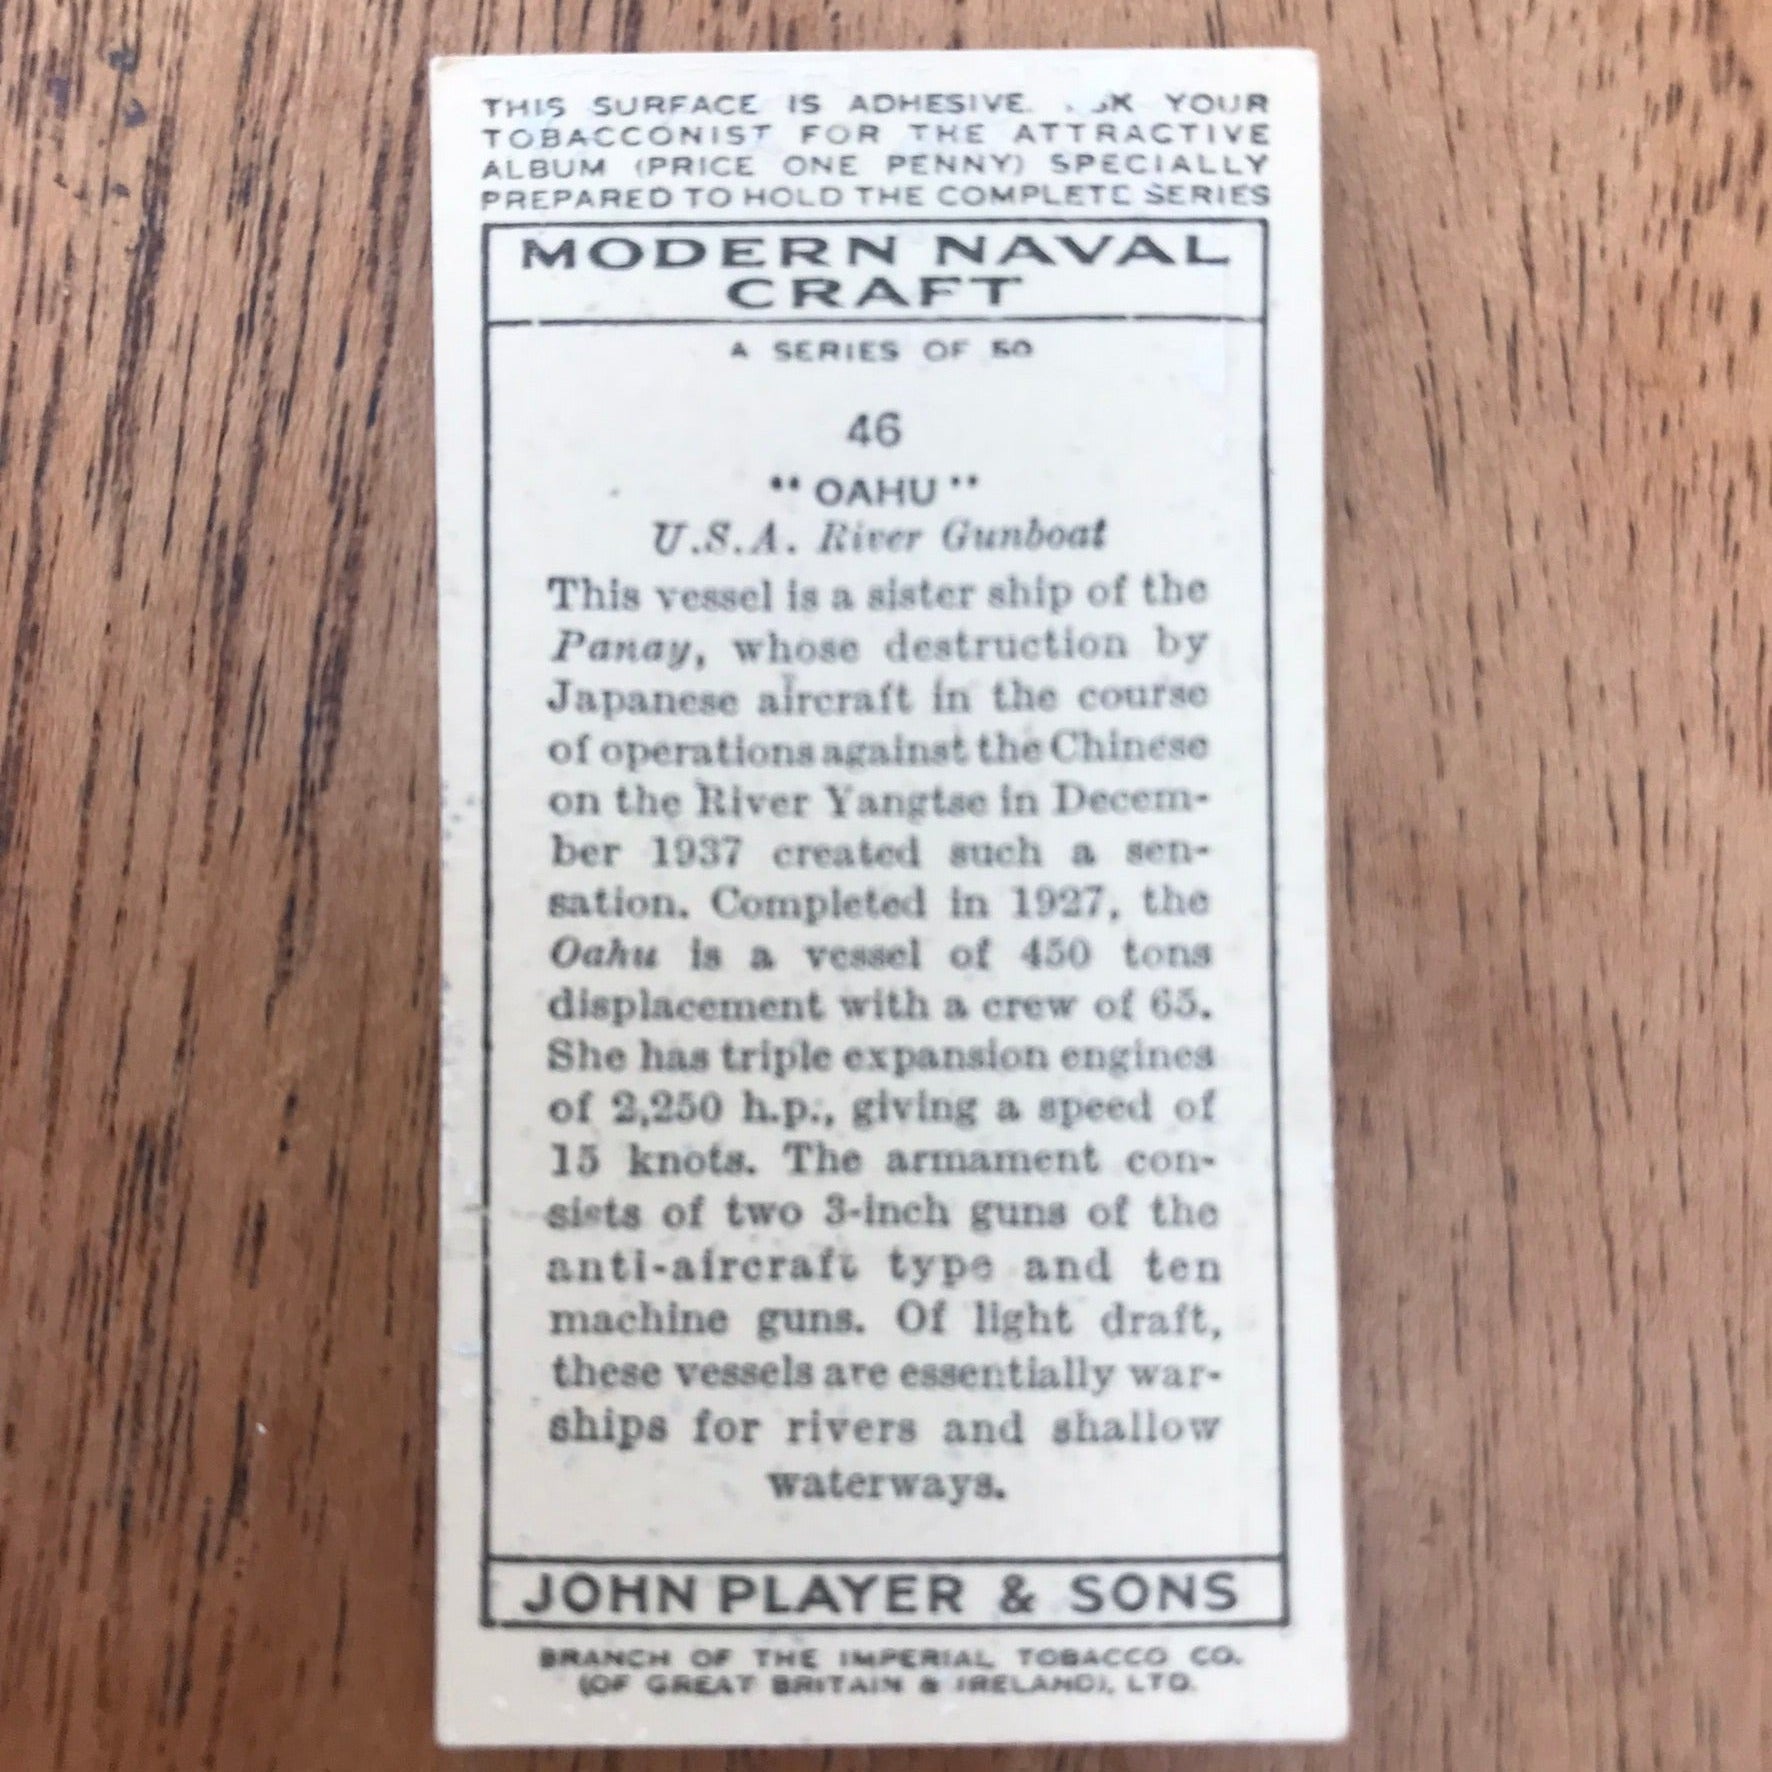 THIS SURFACE IS ADHESIVE. YOUR
TOBACCONIST FOR THE ATTRACTIVE
ALBUM (PRICE ONE PENNY) SPECIALLY
PREPARED TO HOLD THE COMPLETE SERIES
MODERN NAVAL
CRAFT
A SERIES OF 50
46
"OAHU"
U.S.A. River Gunboat
This vessel is a sister ship of the
Panay, whose destruction by
Japanese aircraft in the course
of operations against the Chinese
on the River Yangtse in Decem-
ber 1937 created such a sen-
sation. Completed in 1927, the
Oahu is a vessel of 450 tons
displacement with a crew of 65.
She has triple expansion engines
of 2,250 h.p., giving a speed of
15 knots. The armament con-
sists of two 3-inch guns of the
anti-aircraft type and ten
machine guns. Of light draft,
these vessels are essentially war-
ships for rivers and shallow
waterways.
JOHN PLAYER & SONS
BRANCH OF THE IMPERIAL TOBACCO CO.
(OF GREAT BRITAIN & IRELAND), LTD.